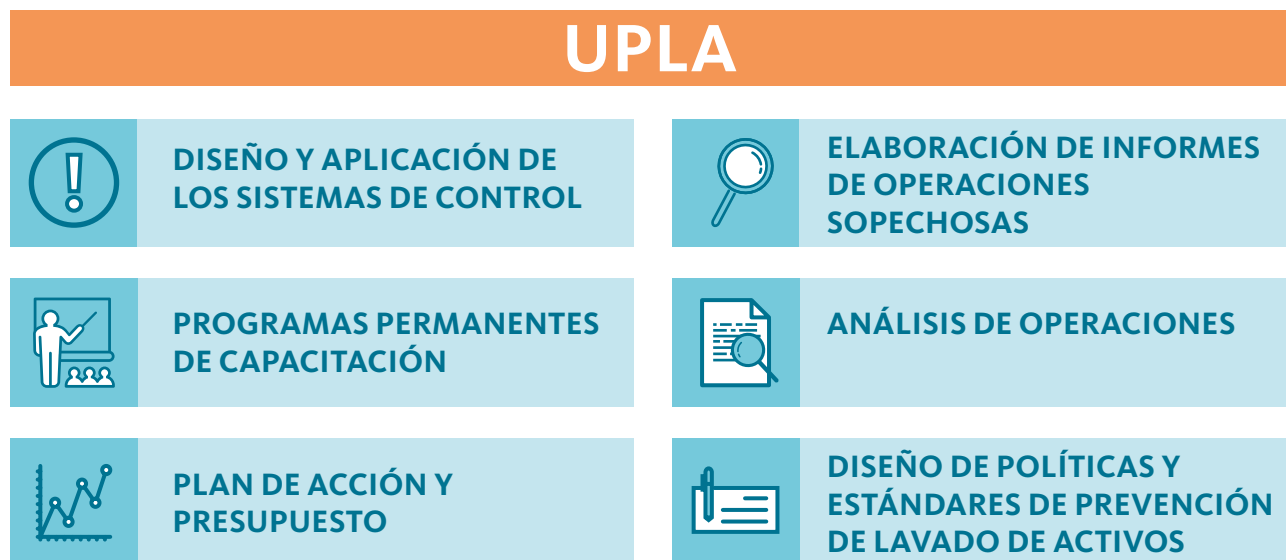 UPLA
DISEÑO Y APLICACIÓN DE
LOS SISTEMAS DE CONTROL
ELABORACIÓN DE INFORMES
DE OPERACIONES
SOPECHOSAS
PROGRAMAS PERMANENTES
DE CAPACITACIÓN
ANÁLISIS DE OPERACIONES
PLAN DE ACCIÓN Y
PRESUPUESTO
DISEÑO DE POLÍTICAS Y
ESTÁNDARES DE PREVENCIÓN
DE LAVADO DE ACTIVOS